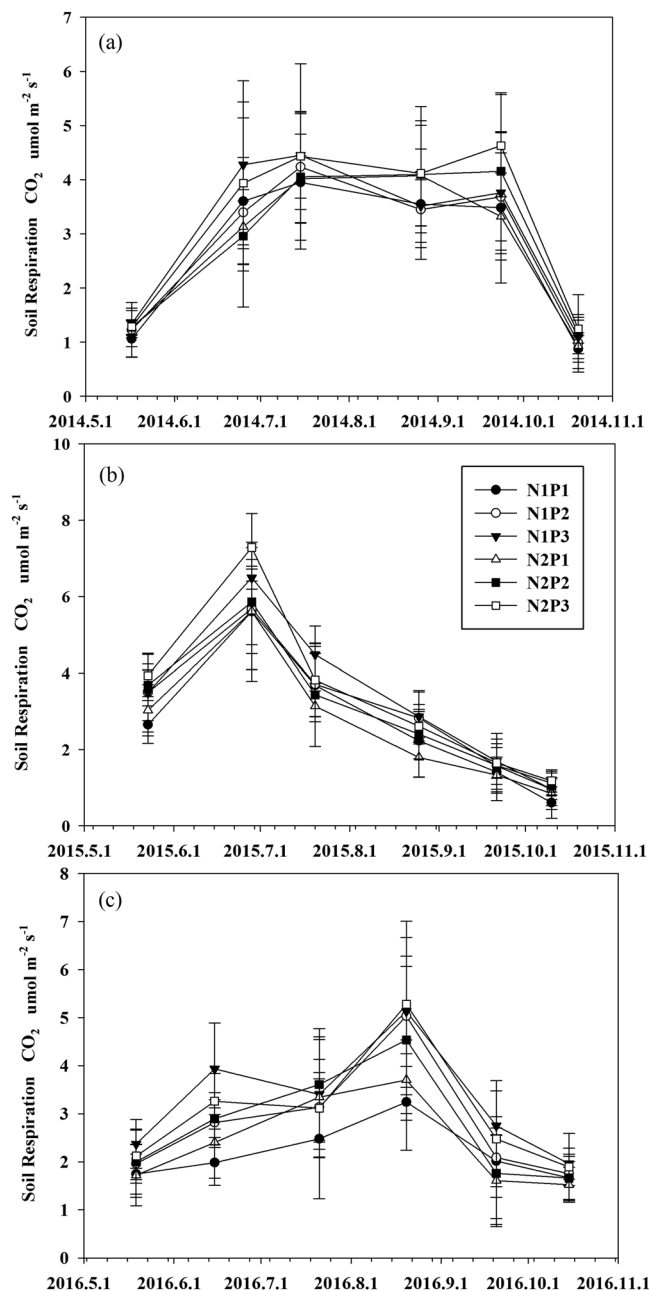 (a)
7
6
5
4
3
2
1
0
Soil Respiration CO2 umol m-2 s-1
2014.5.1 2014.6.1 2014.7.1 2014.8.1 2014.9.1 2014.10.1 2014.11.1
(b)
10
8
6
4
2
0
Soil Respiration CO2 umol m-2 s-1
N1P1
N1P2
N1P3
N2P1
N2P2
N2P3
2015.5.1 2015.6.1 2015.7.1 2015.8.1 2015.9.1 2015.10.1 2015.11.1
(c)
8
7
6
5
4
3
2
1
0
Soil Respiration CO2 umol m-2 s-1
2016.5.1 2016.6.1 2016.7.1 2016.8.1 2016.9.1 2016.10.1 2016.11.1